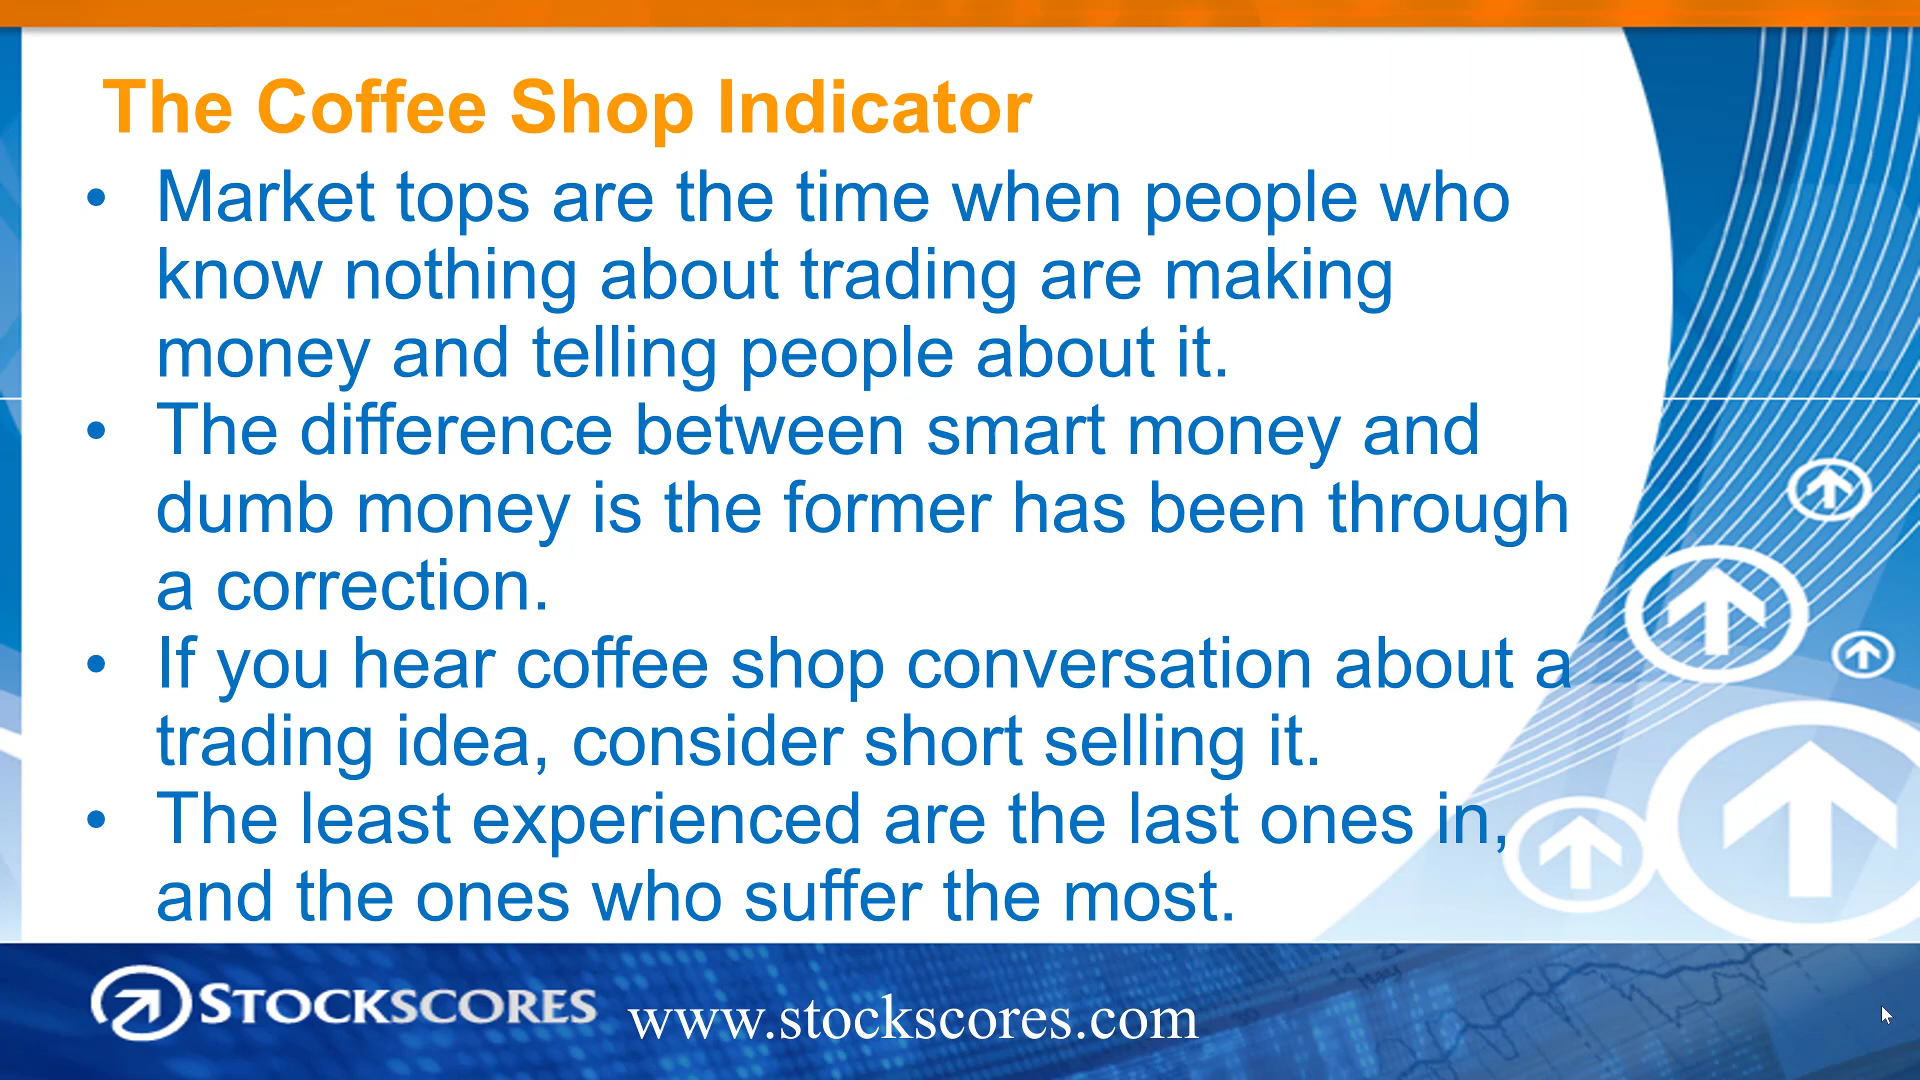 The Coffee Shop Indicator
• Market tops are the time when people who
know nothing about trading are making
money and telling people about it.
• The difference between smart money and
dumb money is the former has been through
a correction.
• If you hear coffee shop conversation about a
trading idea, consider short selling it.
• The least experienced are the last ones in,
and the ones who suffer the most.
STOCKSCORES www.stockscores.com